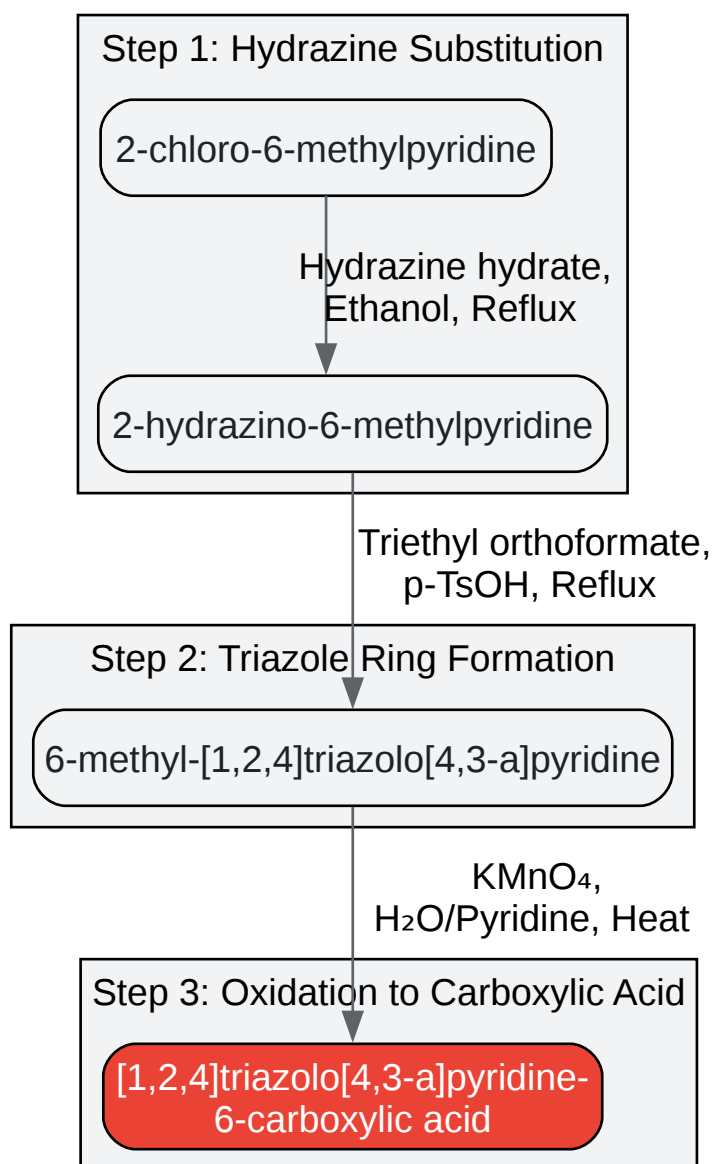 Step 1: Hydrazine Substitution
2-chloro-6-methylpyridine
Hydrazine hydrate,
Ethanol, Reflux
2-hydrazino-6-methylpyridine
Triethyl orthoformate,
p-TsOH, Reflux
Step 2: Triazole Ring Formation
6-methyl-[1,2,4]triazolo[4,3-a]pyridine
KMnO₄,
H₂O/Pyridine, Heat
Step 3: Oxidation to Carboxylic Acid
[1,2,4]triazolo[4,3-a]pyridine-
6-carboxylic acid